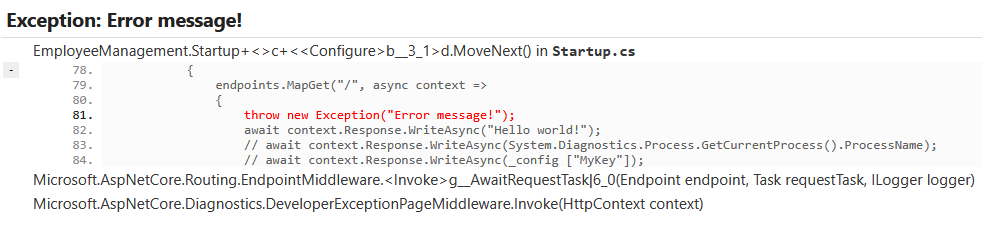 Exception: Error message!
EmployeeManagement.Startup+<>c+<<Configure>b__3_1>d.MoveNext() in Startup.cs
-
78. {
79. endpoints.MapGet("/", async context =>
80. {
81. throw new Exception("Error message!");
82. await context.Response.WriteAsync("Hello world!");
83. // await context.Response.WriteAsync(System.Diagnostics.Process.GetCurrentProcess().ProcessName);
84. // await context.Response.WriteAsync(_config ["MyKey"]);
Microsoft.AspNetCore.Routing.EndpointMiddleware.<Invoke>g__AwaitRequestTask|6_0(Endpoint endpoint, Task requestTask, ILogger logger)
Microsoft.AspNetCore.Diagnostics.DeveloperExceptionPageMiddleware.Invoke(HttpContext context)